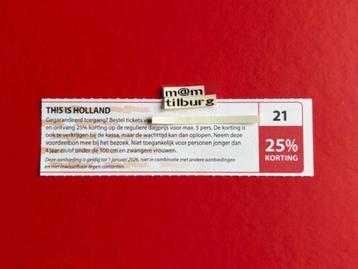 m@m
tilburg
THIS IS HOLLAND
Gegarandeerd toegang? Bestel tickets
en ontvang 25% korting op de reguliere dagprijs voor max. 5 pers. De korting is
ook te verkrijgen bij de kassa, maar de wachttijd kan dan oplopen. Neem deze
voordeelbon mee bij het bezoek. Niet toegankelijk voor personen jonger dan
4 jaar en/of onder de 100 cm en zwangere vrouwen.
Deze aanbieding is geldig tot 1 januari 2026, niet in combinatie met andere aanbiedingen
en niet inwisselbaar tegen contanten.
21
25%
KORTING